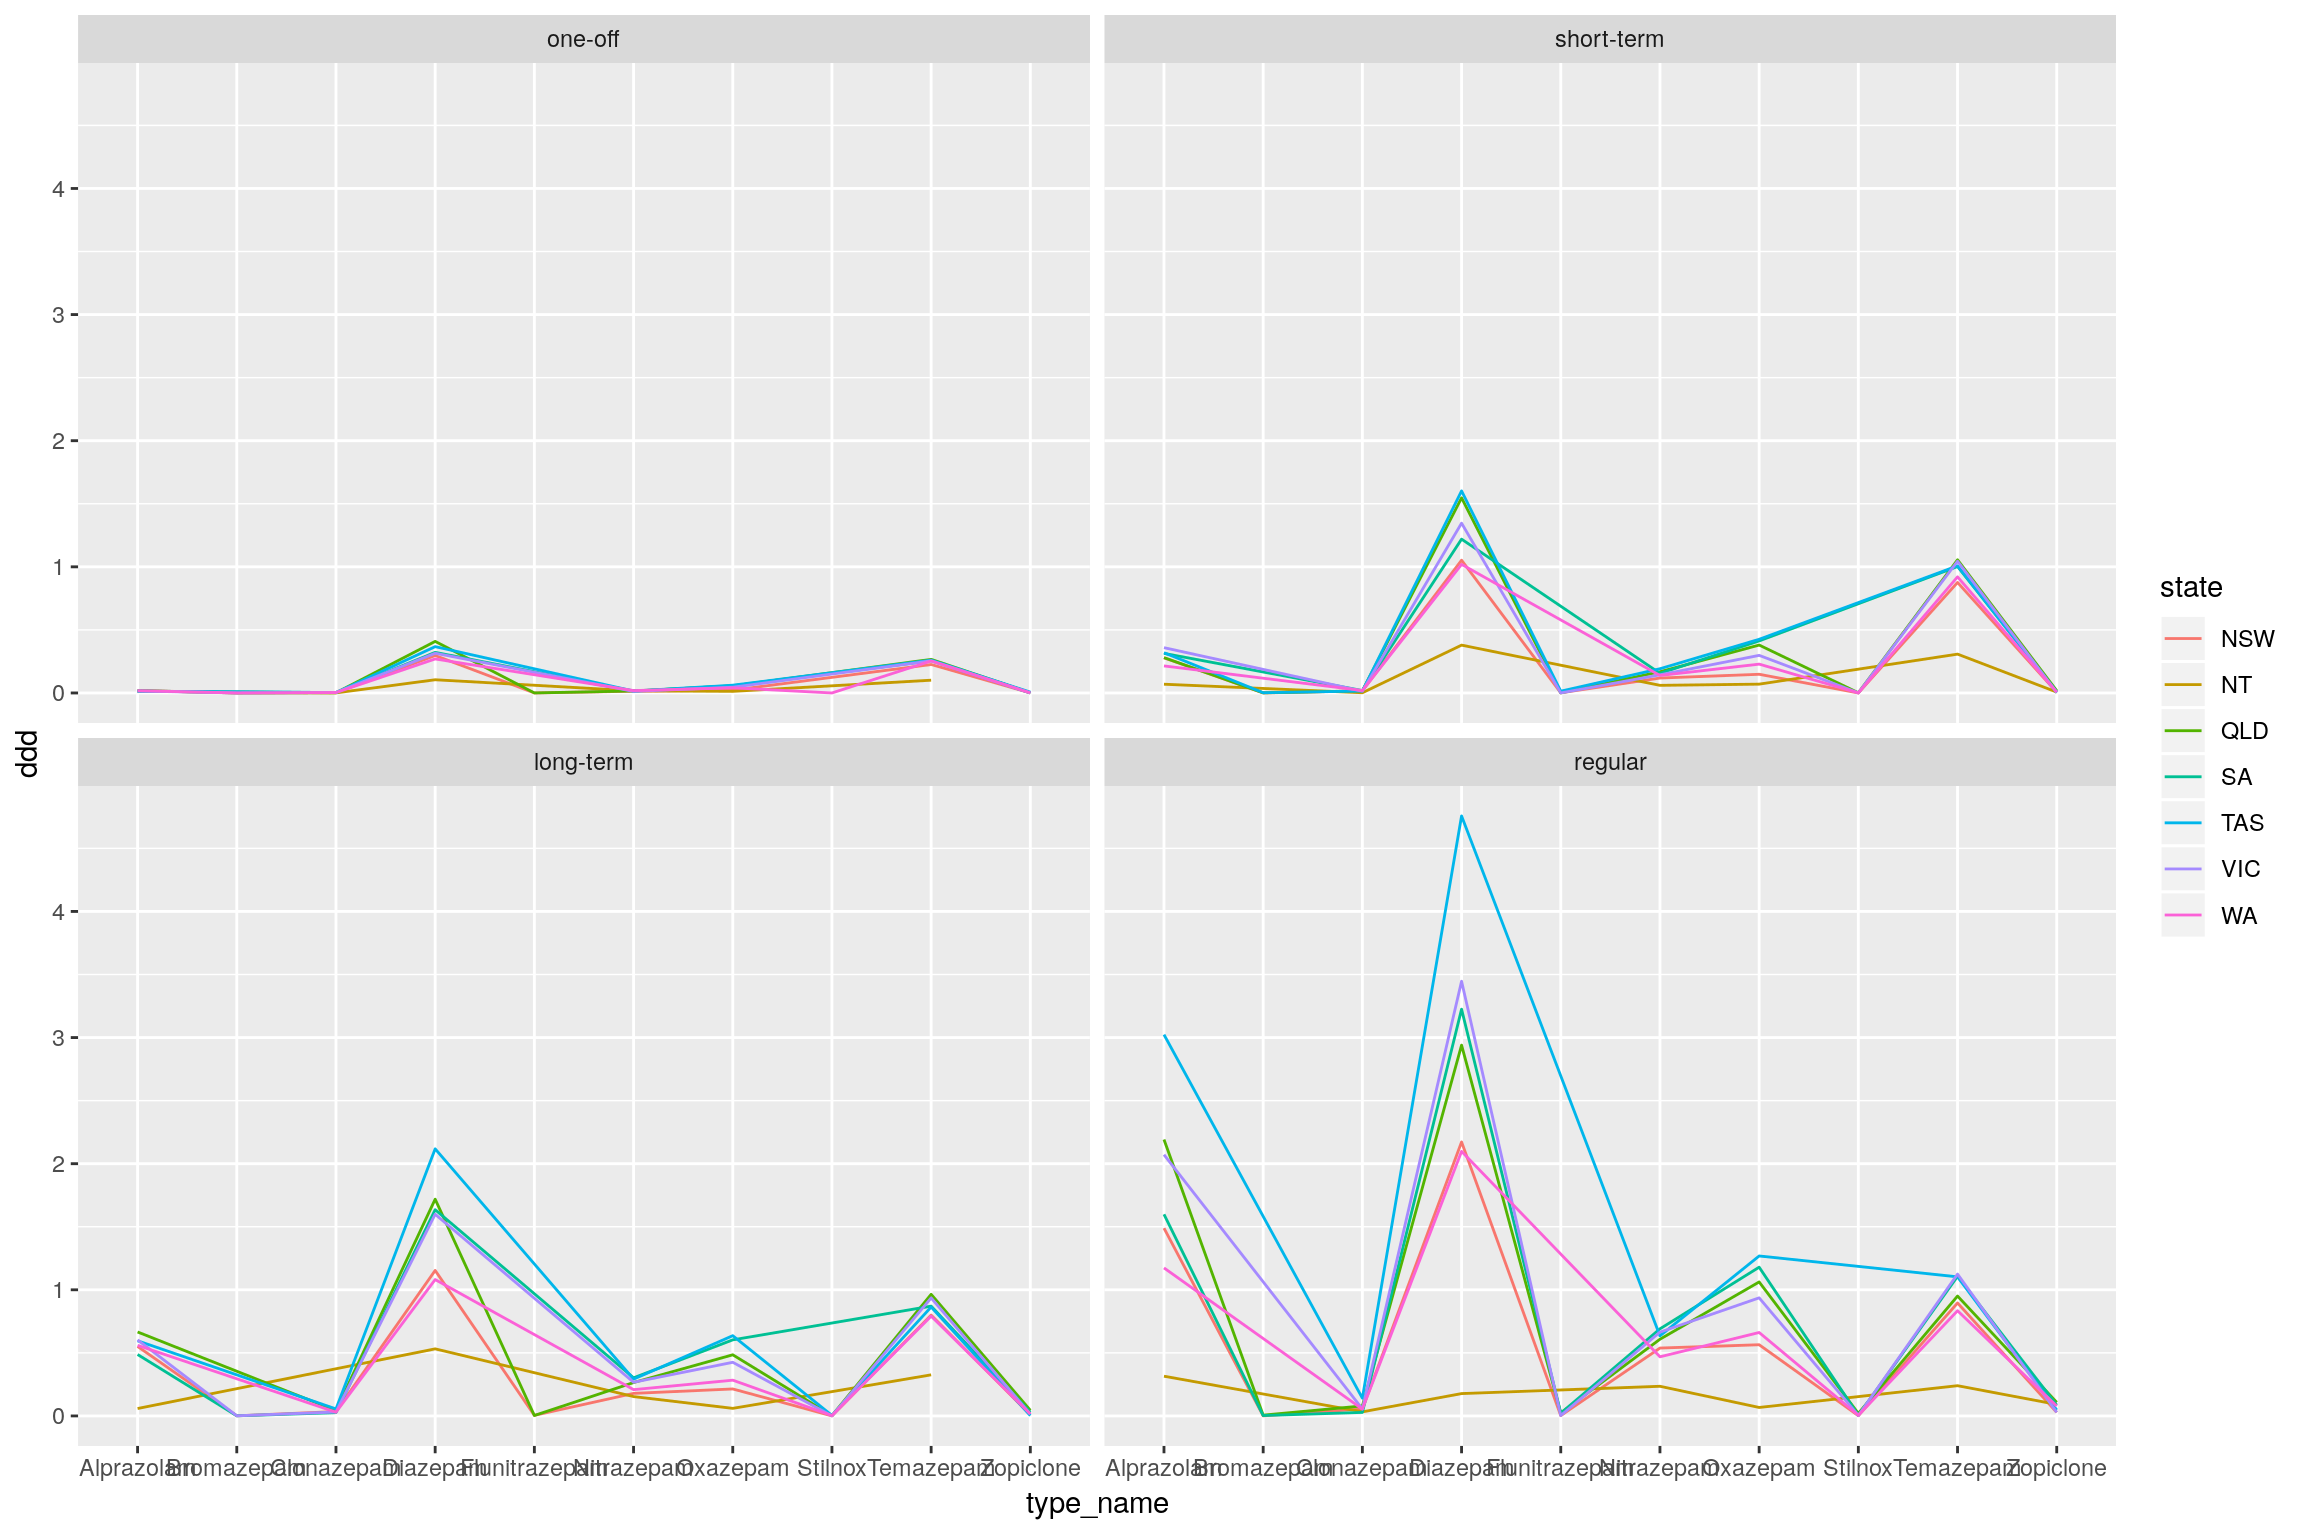 one-off
short-term
4
3
2
1
0
ddd
long-term
regular
4
3
2
1
0
Alprazolam Bromazepam Clonazepam Diazepam Flunitrazepam Nitrazepam Oxazepam Stilnox Temazepam Zopiclone
Alprazolam Bromazepam Clonazepam Diazepam Flunitrazepam Nitrazepam Oxazepam Stilnox Temazepam Zopiclone
type_name
state
NSW
NT
QLD
SA
TAS
VIC
WA